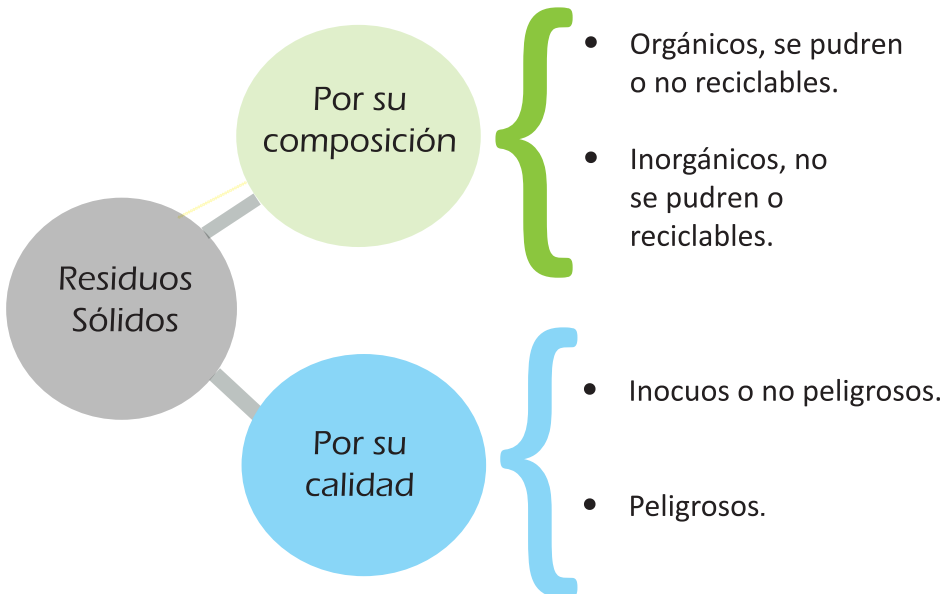 Residuos
Sólidos
Por su
composición
• Orgánicos, se pudren
o no reciclables.
• Inorgánicos, no
se pudren o
reciclables.
Por su
calidad
• Inocuos o no peligrosos.
• Peligrosos.